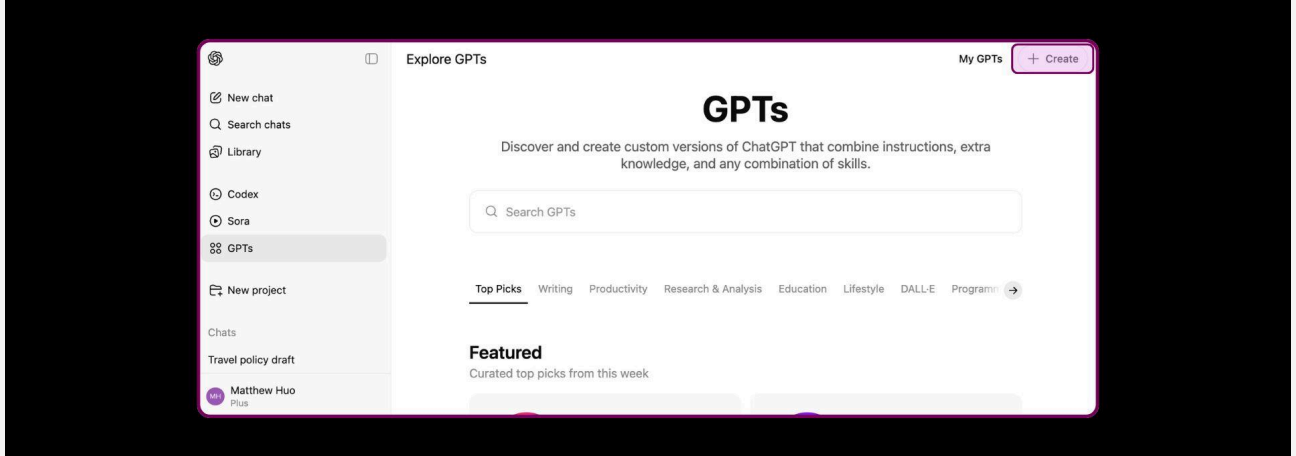 Explore GPTs
My GPTs
Create
New chat
Search chats
Library
Codex
Sora
GPTs
New project
Chats
Travel policy draft
MH
Matthew Huo
Plus
GPTs
Discover and create custom versions of ChatGPT that combine instructions, extra
knowledge, and any combination of skills.
Search GPTs
Top Picks Writing Productivity Research & Analysis Education Lifestyle DALL·E Programm
Featured
Curated top picks from this week